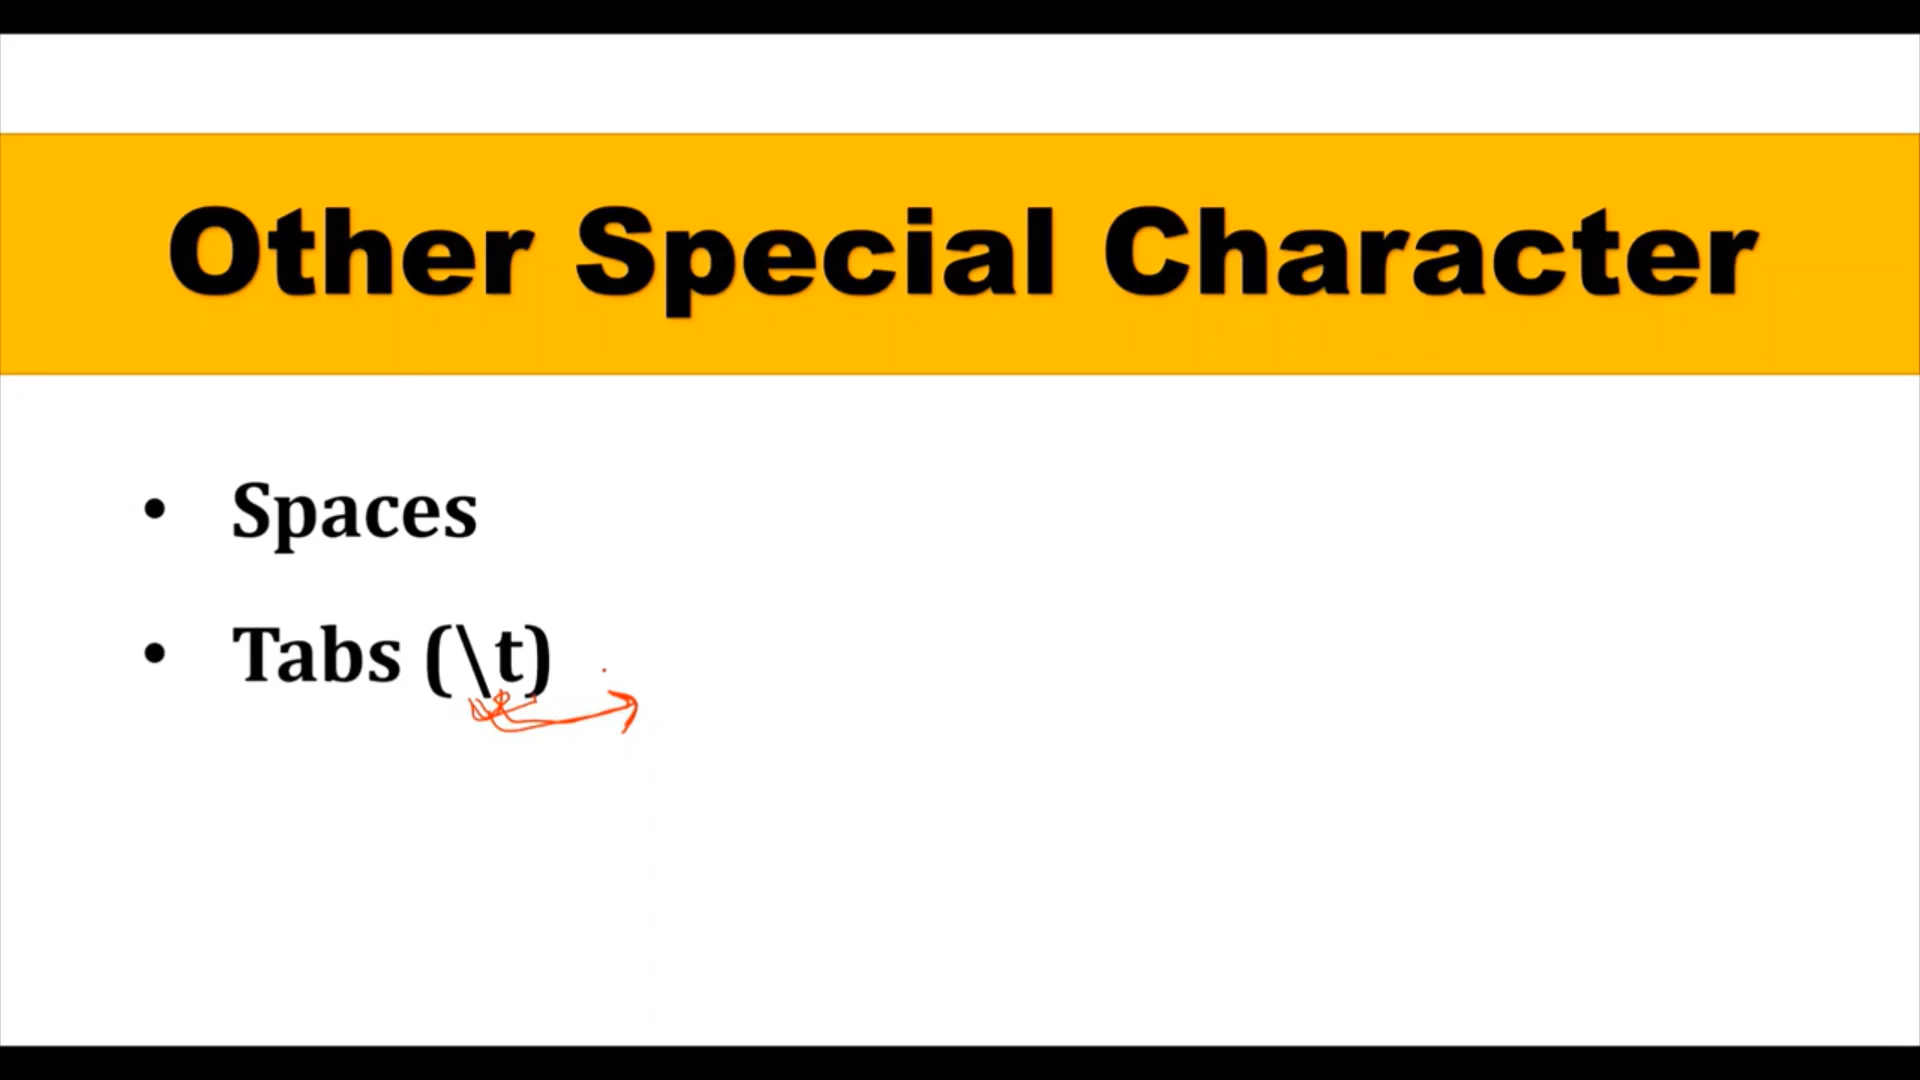 Other Special Character
• Spaces
• Tabs (\t)